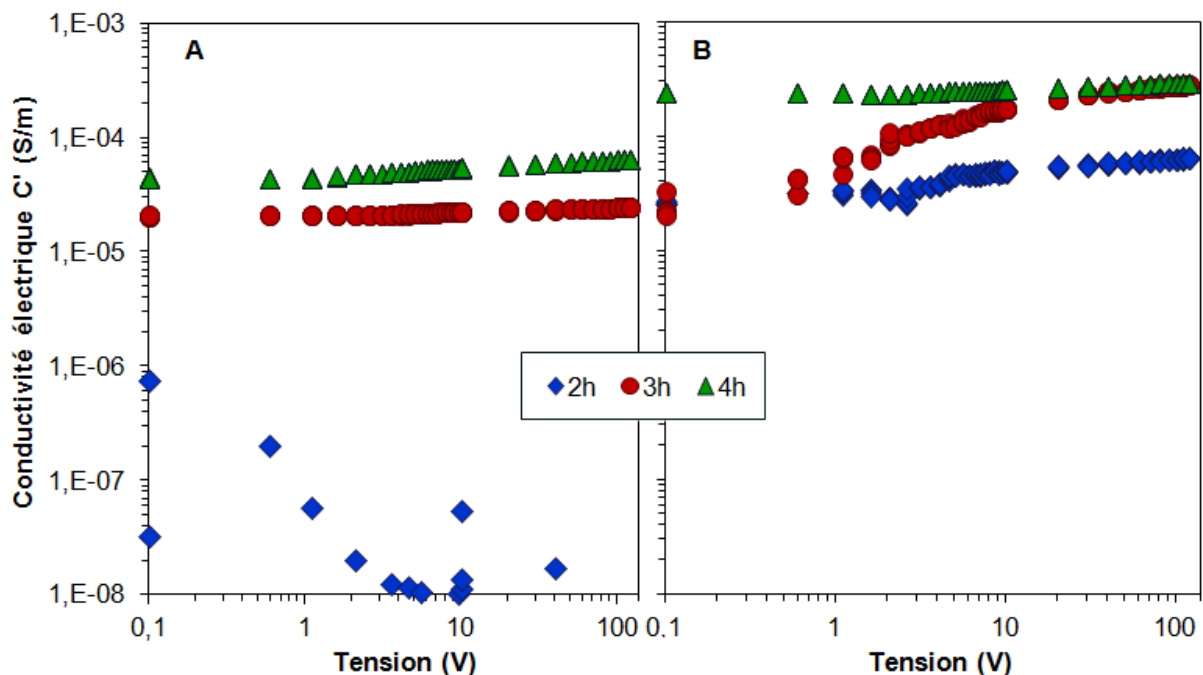 A
B
Conductivité électrique C' (S/m)
1,E-03
1,E-04
1,E-05
1,E-06
1,E-07
1,E-08
2h 3h 4h
0,1 1 10 100
0,1 1 10 100
Tension (V)
Tension (V)